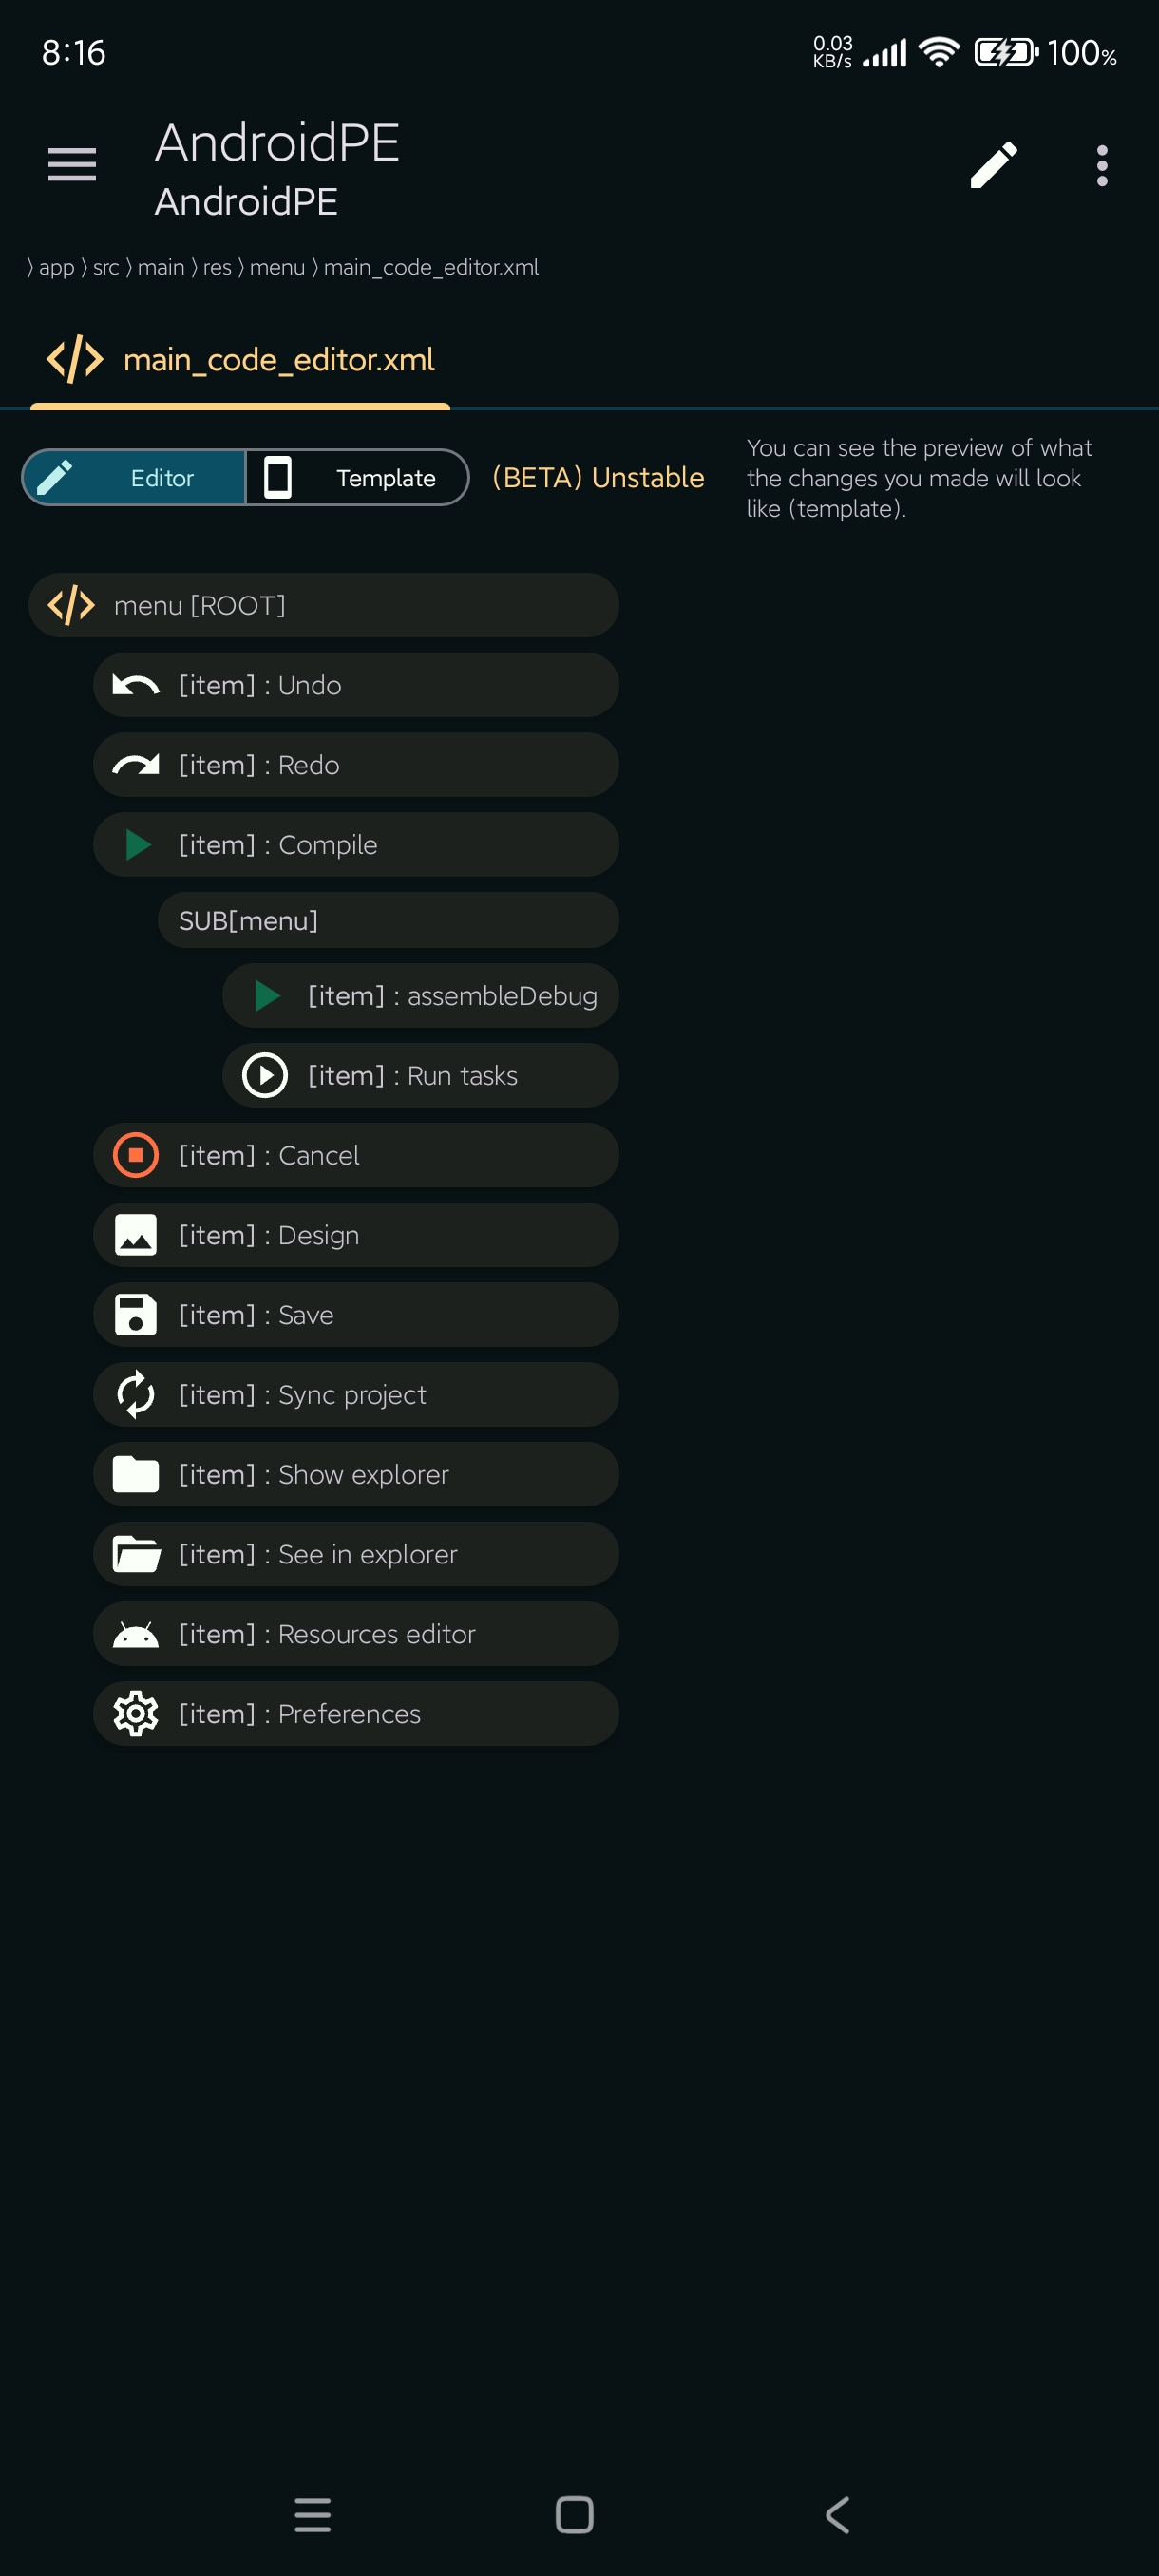 8:16
0.03
KB/s
100%
AndroidPE
AndroidPE
⟩ app ⟩ src ⟩ main ⟩ res ⟩ menu ⟩ main_code_editor.xml
main_code_editor.xml
Editor
Template
(BETA) Unstable
You can see the preview of what
the changes you made will look
like (template).
menu [ROOT]
[item] : Undo
[item] : Redo
[item] : Compile
SUB[menu]
[item] : assembleDebug
[item] : Run tasks
[item] : Cancel
[item] : Design
[item] : Save
[item] : Sync project
[item] : Show explorer
[item] : See in explorer
[item] : Resources editor
[item] : Preferences